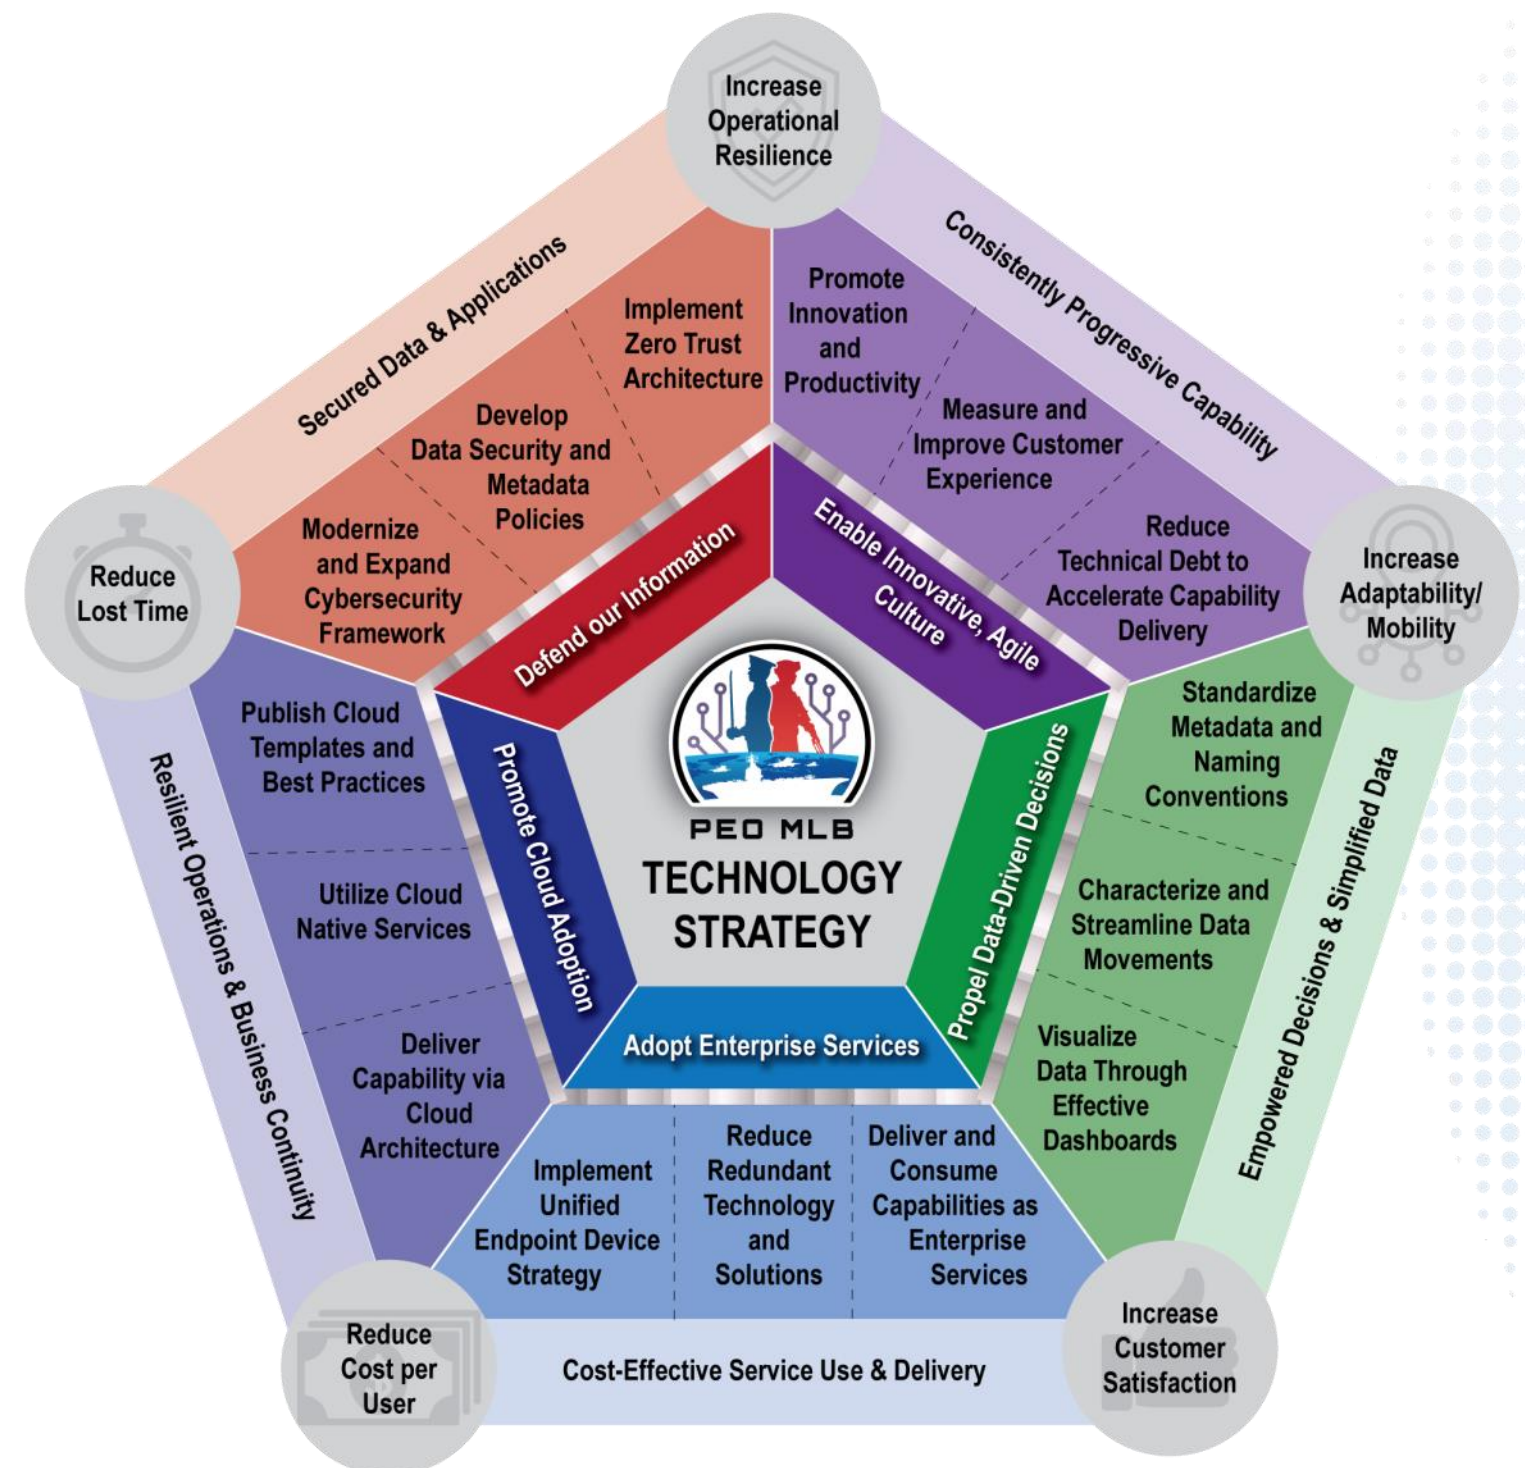 Increase
Operational
Resilience
Secured Data & Applications
Consistently Progressive Capability
Implement
Zero Trust
Architecture
Develop
Data Security and
Metadata
Policies
Modernize
and Expand
Cybersecurity
Framework
Promote
Innovation
and
Productivity
Measure and
Improve Customer
Experience
Reduce
Technical Debt to
Accelerate Capability
Delivery
Reduce
Lost Time
Increase
Adaptability/
Mobility
Defend our Information
Enable Innovative, Agile
Culture
Publish Cloud
Templates and
Best Practices
Utilize Cloud
Native Services
Deliver
Capability via
Cloud
Architecture
Resilient Operations & Business Continuity
Promote Cloud Adoption
PEO MLB
TECHNOLOGY
STRATEGY
Propel Data-Driven Decisions
Standardize
Metadata and
Naming
Conventions
Characterize and
Streamline Data
Movements
Visualize
Data Through
Effective
Dashboards
Empowered Decisions & Simplified Data
Adopt Enterprise Services
Implement
Unified
Endpoint Device
Strategy
Reduce
Redundant
Technology
and
Solutions
Deliver and
Consume
Capabilities as
Enterprise
Services
Reduce
Cost per
User
Cost-Effective Service Use & Delivery
Increase
Customer
Satisfaction